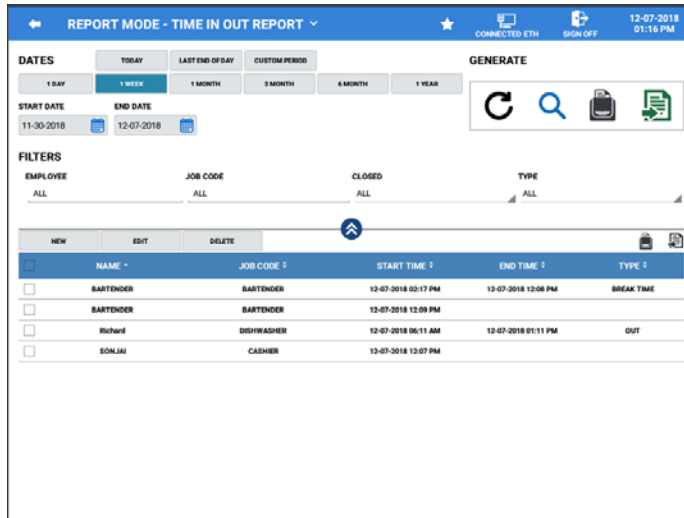 REPORT MODE - TIME IN OUT REPORT
CONNECTED ETH
SIGN OFF
12-07-2018
01:16 PM
DATES
TODAY
LAST END OF DAY
CUSTOM PERIOD
GENERATE
1 DAY
1 WEEK
1 MONTH
3 MONTH
6 MONTH
1 YEAR
START DATE
END DATE
11-30-2018
12-07-2018
FILTERS
EMPLOYEE
JOB CODE
CLOSED
TYPE
ALL
ALL
ALL
ALL
NEW
EDIT
DELETE
NAME JOB CODE START TIME END TIME TYPE
BARTENDER BARTENDER 12-07-2018 02:17 PM 12-07-2018 12:08 PM BREAK TIME
BARTENDER BARTENDER 12-07-2018 12:09 PM
Richard DISHWASHER 12-07-2018 06:11 AM 12-07-2018 01:11 PM OUT
SONJAI CASHIER 12-07-2018 12:07 PM